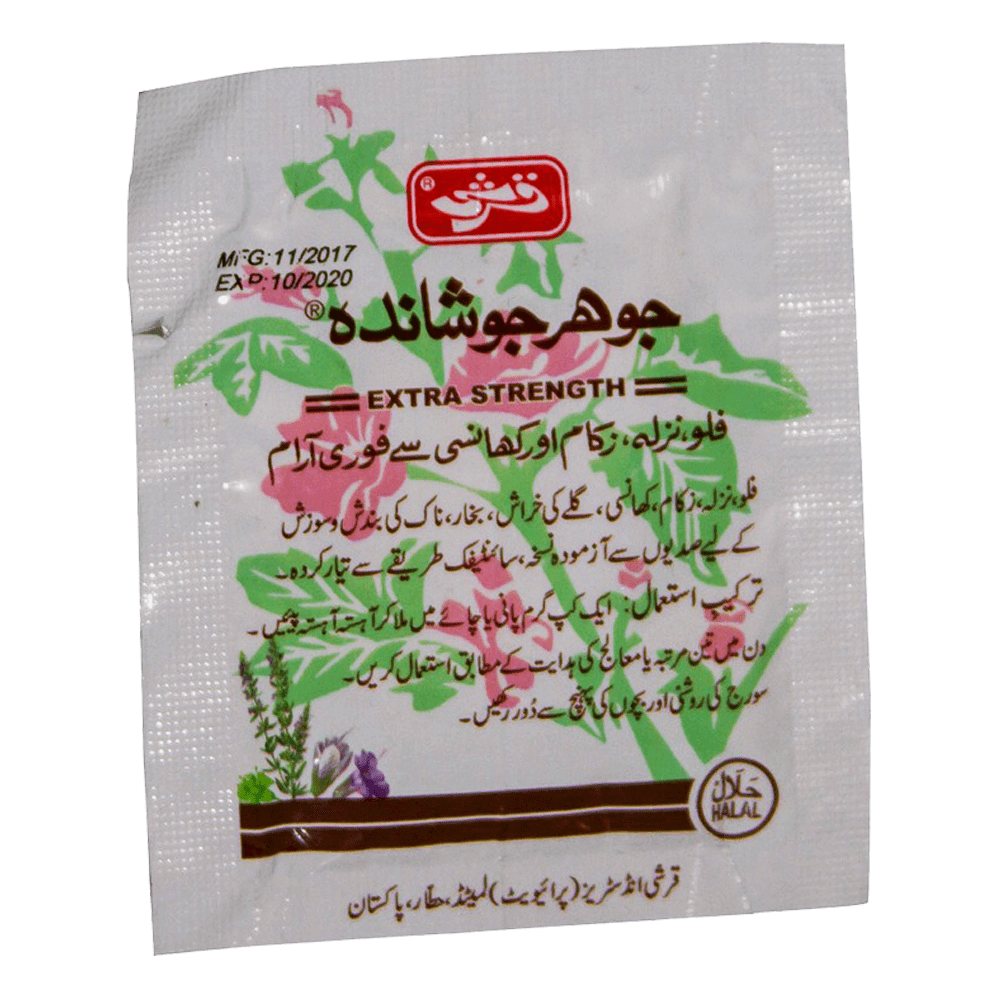 قرشی ®
MFG: 11/2017
EXP: 10/2020
جوہر جوشاندہ ®
EXTRA STRENGTH
فلو، نزلہ، زکام اور کھانسی سے فوری آرام
فلو، نزلہ، زکام، کھانسی، گلے کی خراش، بخار، ناک کی بندش و سوزش
کے لیے صدیوں سے آزمودہ نسخہ، سائنٹیفک طریقے سے تیار کردہ۔
ترکیبِ استعمال: ایک کپ گرم پانی یا چائے میں ملا کر آہستہ آہستہ پیئیں۔
دن میں تین مرتبہ یا معالج کی ہدایت کے مطابق استعمال کریں۔
سورج کی روشنی اور بچوں کی پہنچ سے دُور رکھیں۔
حلال
HALAL
قرشی انڈسٹریز (پرائیویٹ) لمیٹڈ، حطار، پاکستان